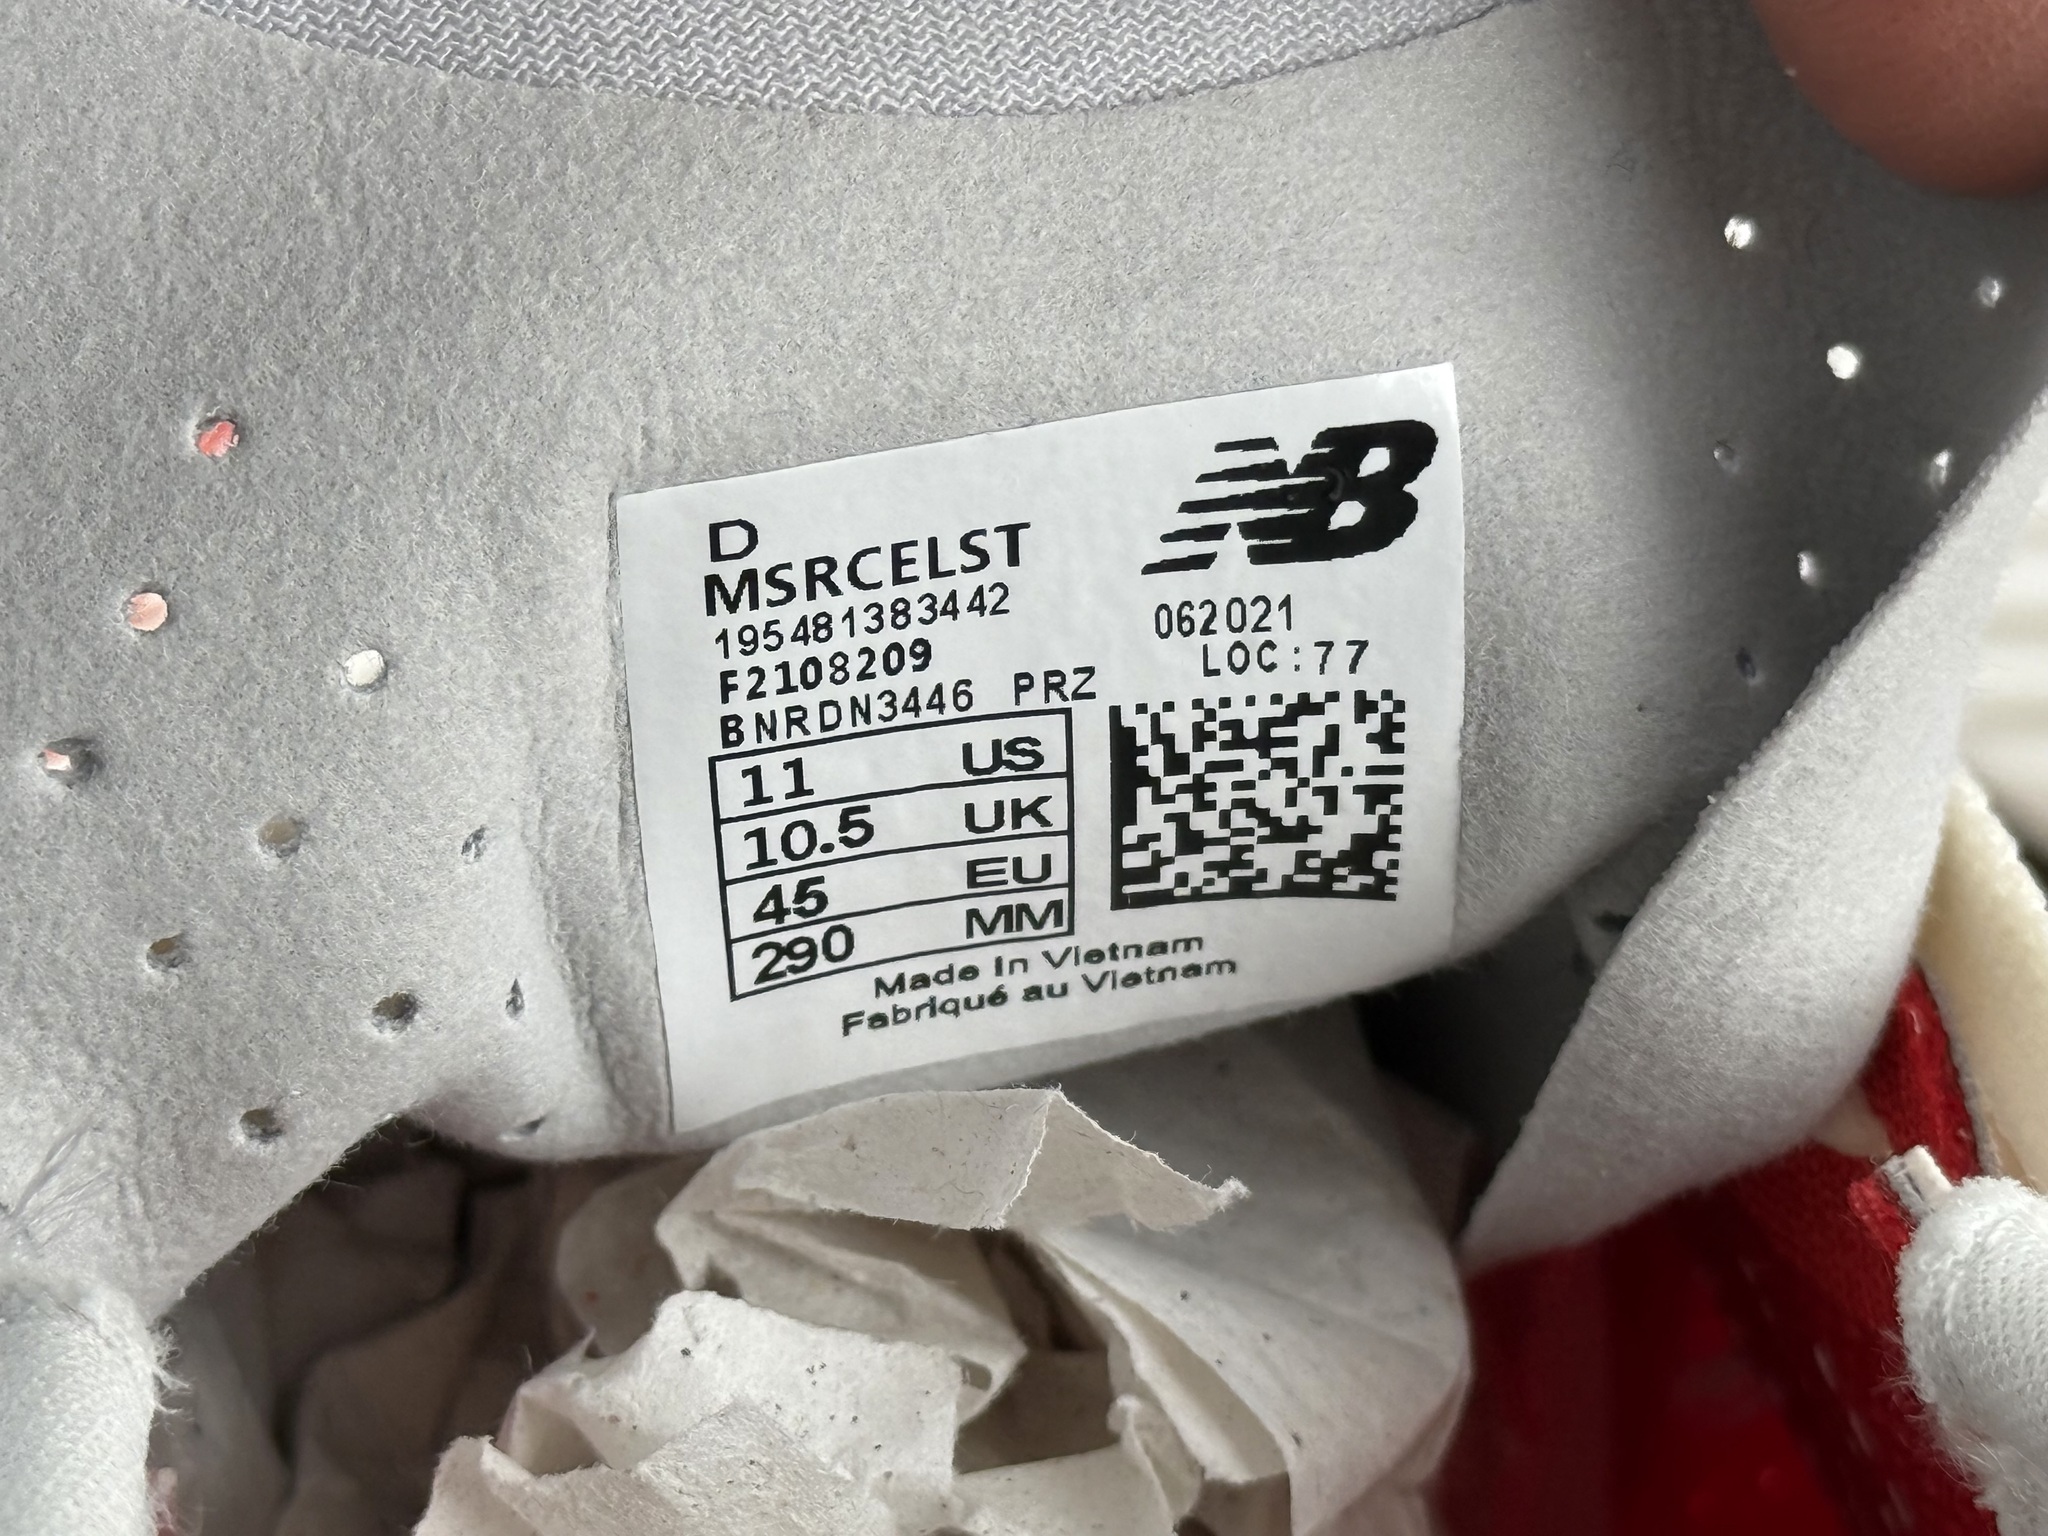 NB
D
MSRCELST
195481383442
062021
F2108209
LOC:77
BNRDN3446 PRZ
11 US
10.5 UK
45 EU
290 MM
Made In Vietnam
Fabriqué au Vietnam